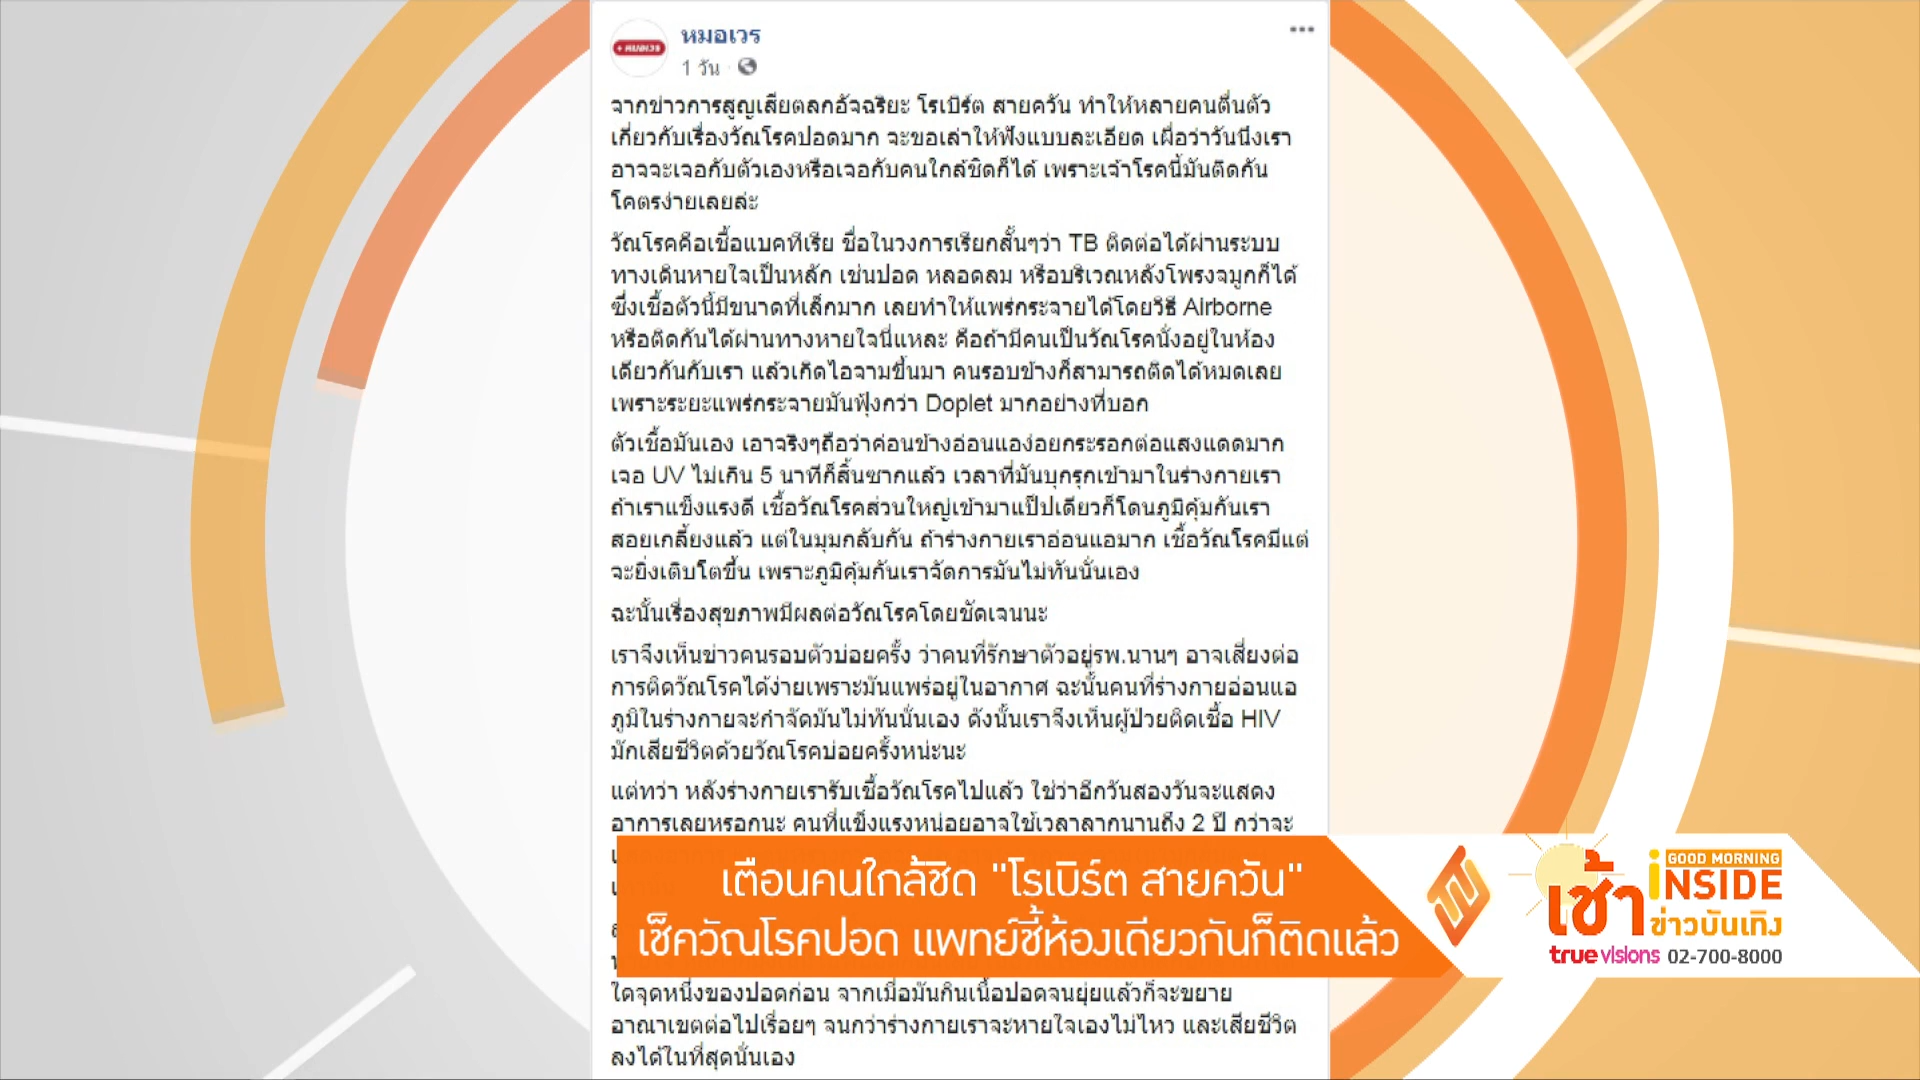 หมอเวร
+ หมอเวร
1 วัน
จากข่าวการสูญเสียตลกอัจฉริยะ โรเบิร์ต สายควัน ทำให้หลายคนตื่นตัว
เกี่ยวกับเรื่องวัณโรคปอดมาก จะขอเล่าให้ฟังแบบละเอียด เผื่อว่าวันนึงเรา
อาจจะเจอกับตัวเองหรือเจอกับคนใกล้ชิดก็ได้ เพราะเจ้าโรคนี้มันติดกัน
โคตรง่ายเลยล่ะ
วัณโรคคือเชื้อแบคทีเรีย ชื่อในวงการเรียกสั้นๆว่า TB ติดต่อได้ผ่านระบบ
ทางเดินหายใจเป็นหลัก เช่นปอด หลอดลม หรือบริเวณหลังโพรงจมูกก็ได้
ซึ่งเชื้อตัวนี้มีขนาดที่เล็กมาก เลยทำให้แพร่กระจายได้โดยวิธี Airborne
หรือติดกันได้ผ่านทางหายใจนี่แหละ คือถ้ามีคนเป็นวัณโรคนั่งอยู่ในห้อง
เดียวกันกับเรา แล้วเกิดไอจามขึ้นมา คนรอบข้างก็สามารถติดได้หมดเลย
เพราะระยะแพร่กระจายมันฟุ้งกว่า Doplet มากอย่างที่บอก
ตัวเชื้อมันเอง เอาจริงๆถือว่าค่อนข้างอ่อนแอง่อยกระรอกต่อแสงแดดมาก
เจอ UV ไม่เกิน 5 นาทีก็สิ้นซากแล้ว เวลาที่มันบุกรุกเข้ามาในร่างกายเรา
ถ้าเราแข็งแรงดี เชื้อวัณโรคส่วนใหญ่เข้ามาแป๊ปเดียวก็โดนภูมิคุ้มกันเรา
สอยเกลี้ยงแล้ว แต่ในมุมกลับกัน ถ้าร่างกายเราอ่อนแอมาก เชื้อวัณโรคมีแต่
จะยิ่งเติบโตขึ้น เพราะภูมิคุ้มกันเราจัดการมันไม่ทันนั่นเอง
ฉะนั้นเรื่องสุขภาพมีผลต่อวัณโรคโดยชัดเจนนะ
เราจึงเห็นข่าวคนรอบตัวบ่อยครั้ง ว่าคนที่รักษาตัวอยู่รพ.นานๆ อาจเสี่ยงต่อ
การติดวัณโรคได้ง่ายเพราะมันแพร่อยู่ในอากาศ ฉะนั้นคนที่ร่างกายอ่อนแอ
ภูมิในร่างกายจะกำจัดมันไม่ทันนั่นเอง ดังนั้นเราจึงเห็นผู้ป่วยติดเชื้อ HIV
มักเสียชีวิตด้วยวัณโรคบ่อยครั้งหน่ะนะ
แต่ทว่า หลังร่างกายเรารับเชื้อวัณโรคไปแล้ว ใช่ว่าอีกวันสองวันจะแสดง
อาการเลยหรอกนะ คนที่แข็งแรงหน่อยอาจใช้เวลาลากนานถึง 2 ปี กว่าจะ
เตือนคนใกล้ชิด "โรเบิร์ต สายควัน"
เช็ควัณโรคปอด แพทย์ชี้ห้องเดียวกันก็ติดแล้ว
GOOD MORNING
เช้า iNSIDE
ข่าวบันเทิง
true visions 02-700-8000
ใดจุดหนึ่งของปอดก่อน จากเมื่อมันกินเนื้อปอดจนยุ่ยแล้วก็จะขยาย
อาณาเขตต่อไปเรื่อยๆ จนกว่าร่างกายเราจะหายใจเองไม่ไหว และเสียชีวิต
ลงได้ในที่สุดนั่นเอง